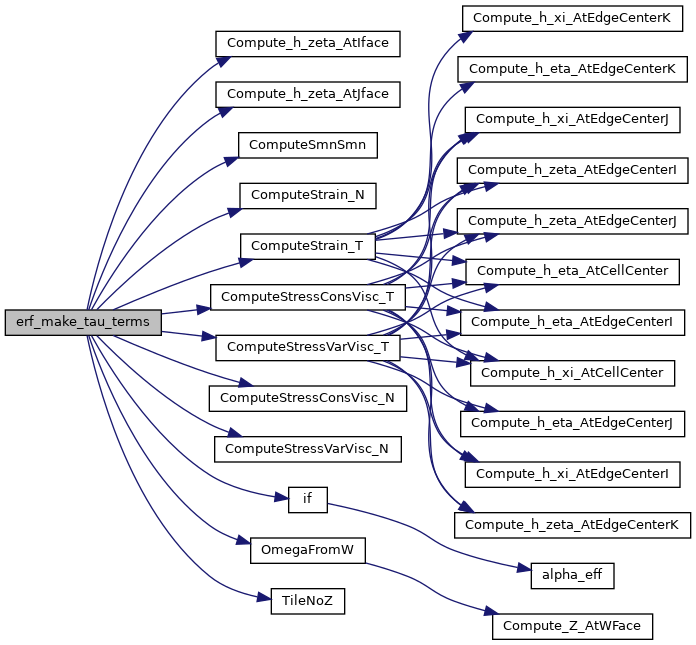 erf_make_tau_terms
Compute_h_zeta_AtIface
Compute_h_zeta_AtJface
ComputeSmnSmn
ComputeStrain_N
ComputeStrain_T
ComputeStressConsVisc_T
ComputeStressVarVisc_T
ComputeStressConsVisc_N
ComputeStressVarVisc_N
if
OmegaFromW
TileNoZ
Compute_h_xi_AtEdgeCenterK
Compute_h_eta_AtEdgeCenterK
Compute_h_xi_AtEdgeCenterJ
Compute_h_zeta_AtEdgeCenterI
Compute_h_zeta_AtEdgeCenterJ
Compute_h_eta_AtCellCenter
Compute_h_eta_AtEdgeCenterI
Compute_h_xi_AtCellCenter
Compute_h_eta_AtEdgeCenterJ
Compute_h_xi_AtEdgeCenterI
Compute_h_zeta_AtEdgeCenterK
alpha_eff
Compute_Z_AtWFace